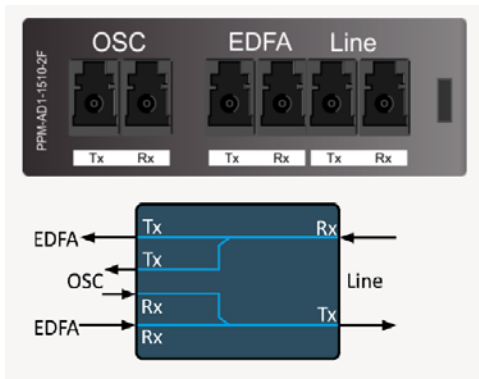 OSC EDFA Line
PPM-AD1-1510-2F
Tx Rx Tx Rx Tx Rx
EDFA Tx Rx
Tx
OSC Line
Rx Tx
EDFA Rx